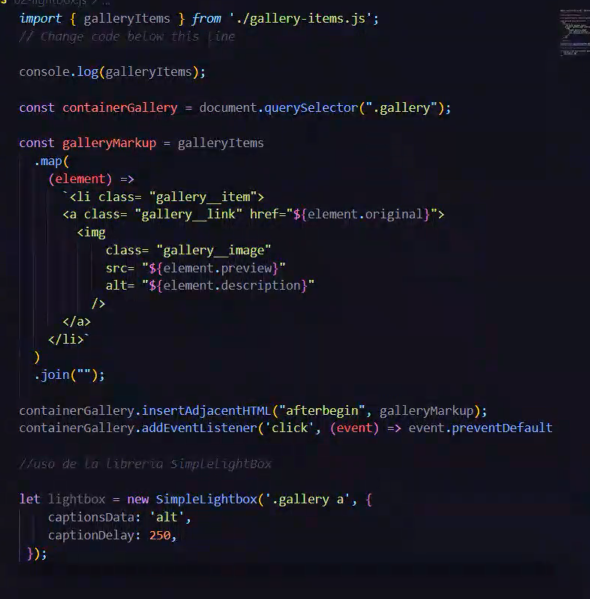 import { galleryItems } from './gallery-items.js';
// Change code below this line
console.log(galleryItems);
const containerGallery = document.querySelector(".gallery");
const galleryMarkup = galleryItems
.map(
(element) =>
`<li class= "gallery__item">
<a class= "gallery__link" href="${element.original}">
<img
class= "gallery__image"
src= "${element.preview}"
alt= "${element.description}"
/>
</a>
</li>`
)
.join("");
containerGallery.insertAdjacentHTML("afterbegin", galleryMarkup);
containerGallery.addEventListener('click', (event) => event.preventDefault
//uso de la libreria SimpleLightBox
let lightbox = new SimpleLightbox('.gallery a', {
captionsData: 'alt',
captionDelay: 250,
});